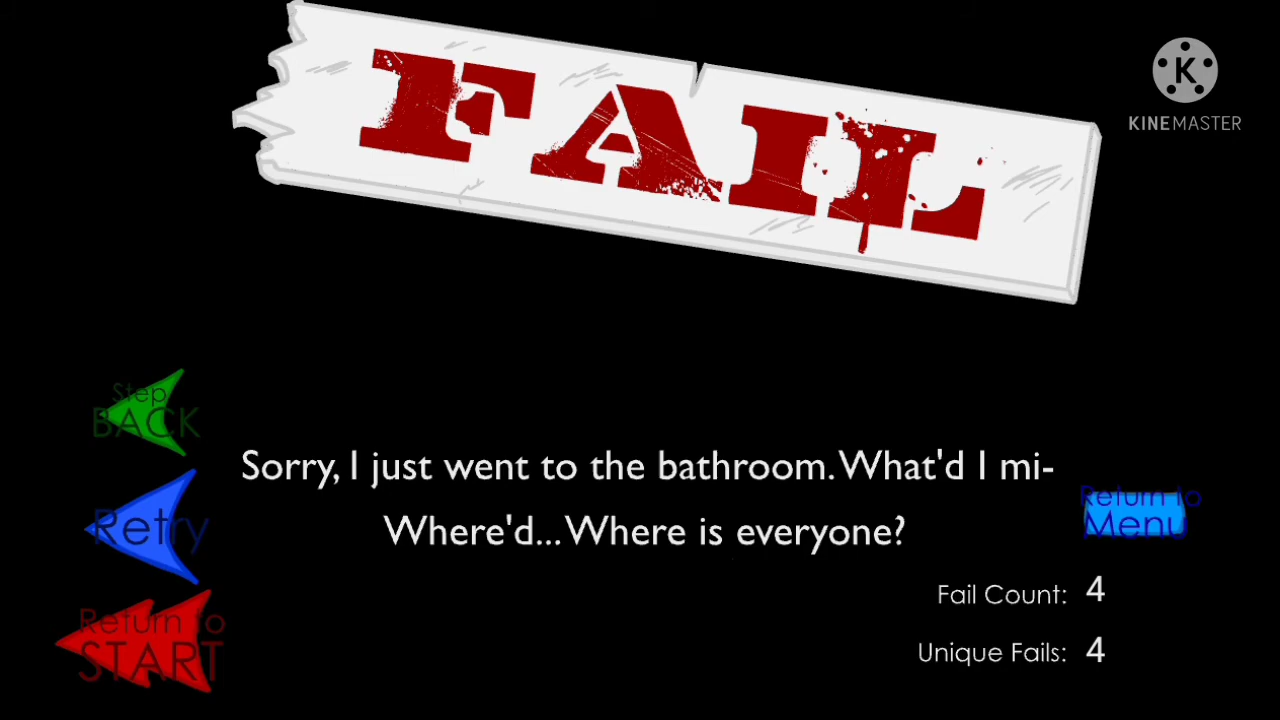 FAIL
K
KINEMASTER
Step
BACK
Sorry, I just went to the bathroom. What'd I mi-
Retry
Where'd... Where is everyone?
Return to
Menu
Return to
START
Fail Count: 4
Unique Fails: 4